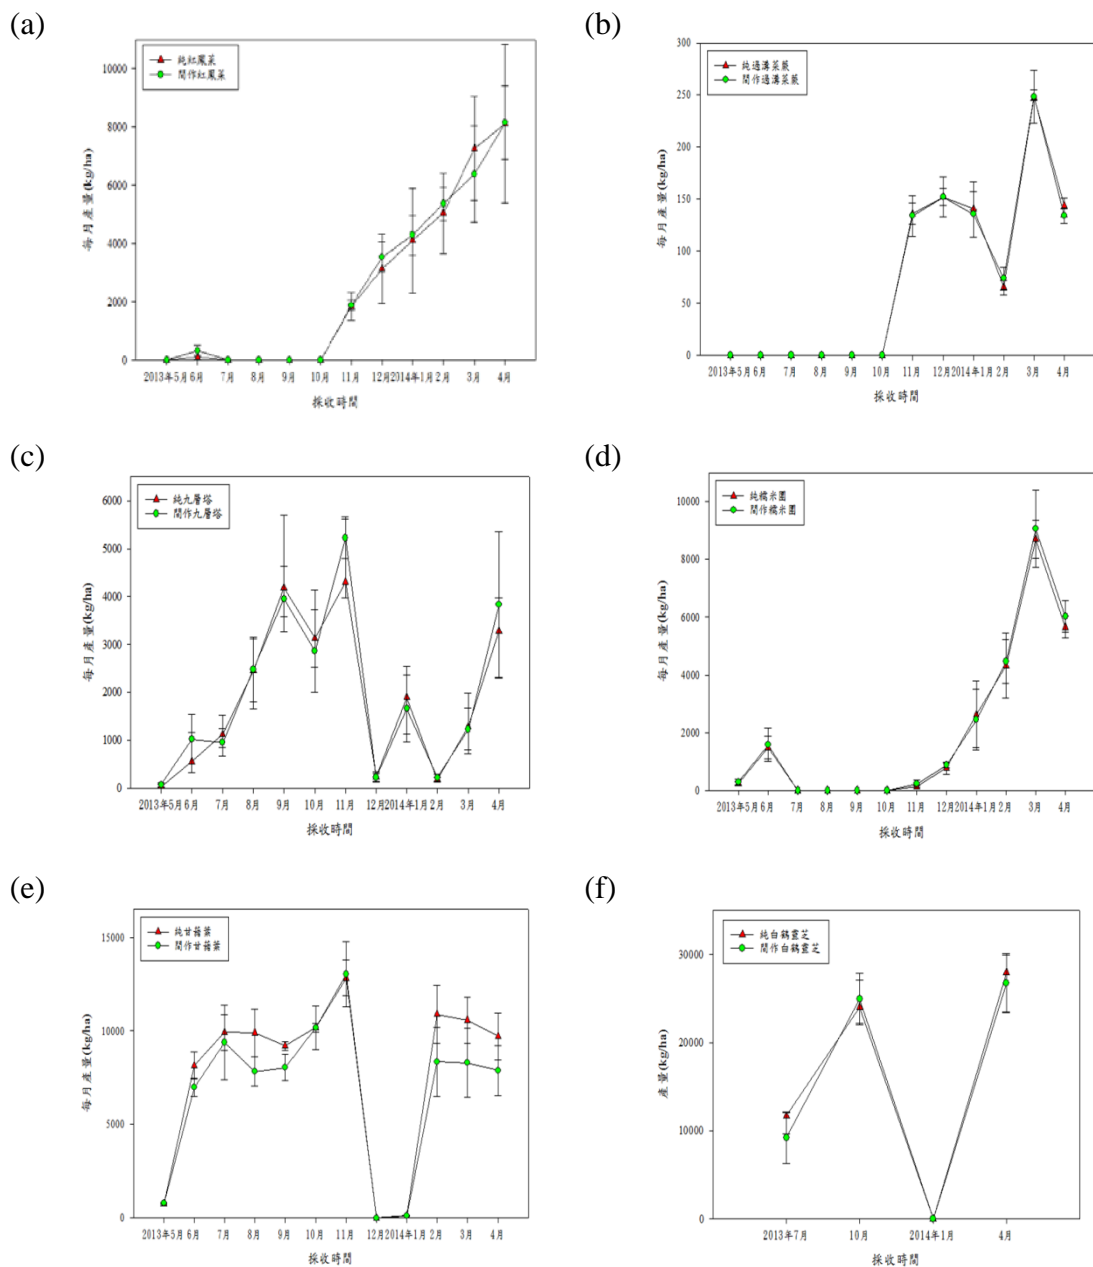 (a)
純紅鳳菜
間作紅鳳菜
每月產量(kg/ha)
10000
8000
6000
4000
2000
0
2013年5月 6月 7月 8月 9月 10月 11月 12月 2014年1月 2月 3月 4月
採收時間
(b)
純過溝菜蕨
間作過溝菜蕨
每月產量(kg/ha)
300
250
200
150
100
50
0
2013年5月 6月 7月 8月 9月 10月 11月 12月 2014年1月 2月 3月 4月
採收時間
(c)
純九層塔
間作九層塔
每月產量(kg/ha)
6000
5000
4000
3000
2000
1000
0
2013年5月 6月 7月 8月 9月 10月 11月 12月 2014年1月 2月 3月 4月
採收時間
(d)
純糯米團
間作糯米團
每月產量(kg/ha)
10000
8000
6000
4000
2000
0
2013年5月 6月 7月 8月 9月 10月 11月 12月 2014年1月 2月 3月 4月
採收時間
(e)
純甘藷葉
間作甘藷葉
每月產量(kg/ha)
15000
10000
5000
0
2013年5月 6月 7月 8月 9月 10月 11月 12月 2014年1月 2月 3月 4月
採收時間
(f)
純白鶴靈芝
間作白鶴靈芝
產量(kg/ha)
30000
20000
10000
0
2013年7月 10月 2014年1月 4月
採收時間